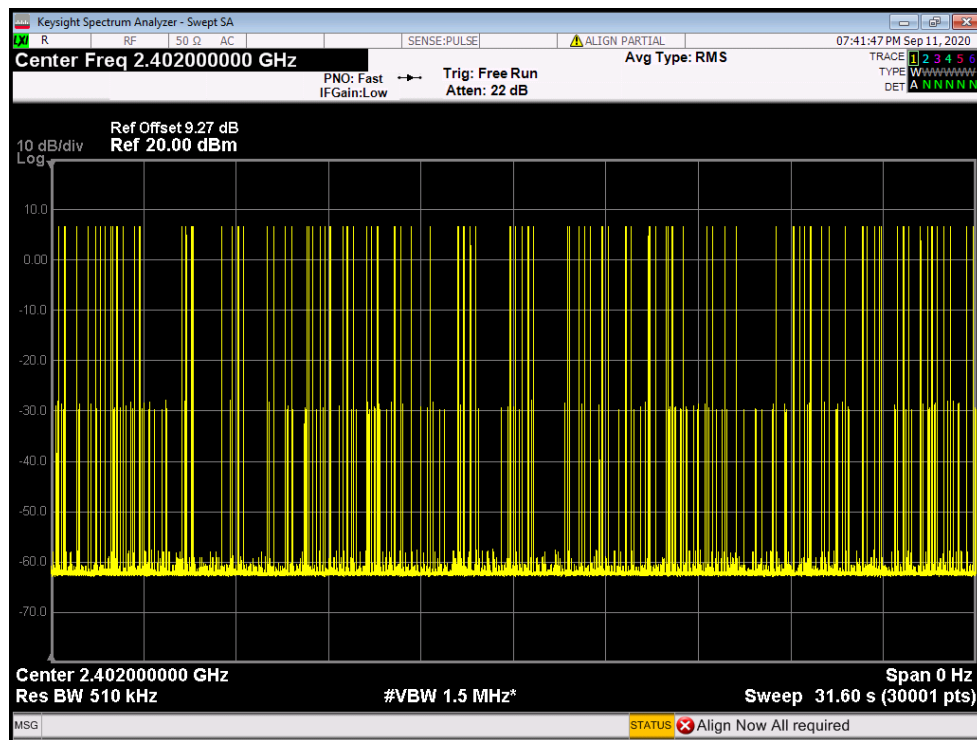 Keysight Spectrum Analyzer - Swept SA
LXI R RF 50 Ω AC SENSE:PULSE ALIGN PARTIAL 07:41:47 PM Sep 11, 2020
Center Freq 2.402000000 GHz Avg Type: RMS TRACE 1 2 3 4 5 6
PNO: Fast Trig: Free Run TYPE WWWWWW
IFGain:Low Atten: 22 dB DET A N N N N N
Ref Offset 9.27 dB
10 dB/div Ref 20.00 dBm
Log
10.0
0.00
-10.0
-20.0
-30.0
-40.0
-50.0
-60.0
-70.0
Center 2.402000000 GHz Span 0 Hz
Res BW 510 kHz #VBW 1.5 MHz* Sweep 31.60 s (30001 pts)
MSG STATUS Align Now All required